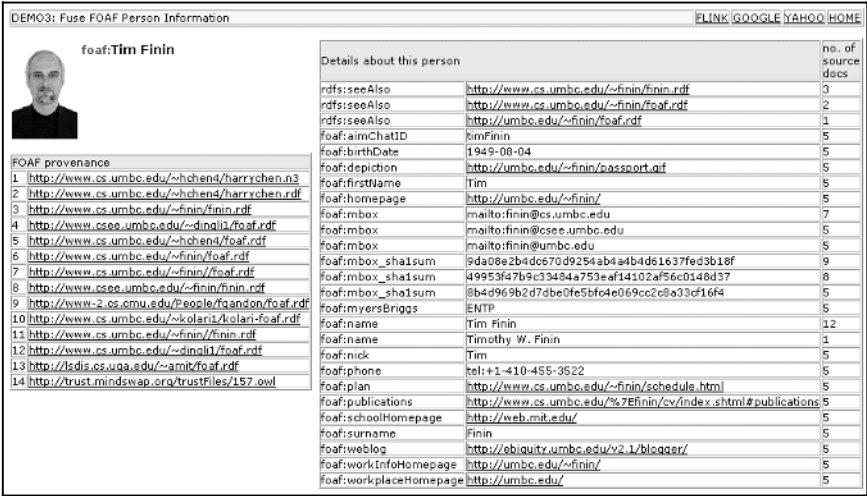 DEMO3: Fuse FOAF Person Information
FLINK GOOGLE YAHOO HOME
foaf:Tim Finin
FOAF provenance
1 http://www.cs.umbc.edu/~hchen4/harrychen.n3
2 http://www.cs.umbc.edu/~hchen4/harrychen.rdf
3 http://www.cs.umbc.edu/~finin/finin.rdf
4 http://www.csee.umbc.edu/~dingli1/foaf.rdf
5 http://www.cs.umbc.edu/~hchen4/foaf.rdf
6 http://www.cs.umbc.edu/~finin/foaf.rdf
7 http://www.cs.umbc.edu/~finin//foaf.rdf
8 http://www.csee.umbc.edu/~finin/finin.rdf
9 http://www-2.cs.cmu.edu/People/fgandon/foaf.rdf
10 http://www.cs.umbc.edu/~kolari1/kolari-foaf.rdf
11 http://www.cs.umbc.edu/~finin//finin.rdf
12 http://www.cs.umbc.edu/~dingli1/foaf.rdf
13 http://lsdis.cs.uga.edu/~amit/foaf.rdf
14 http://trust.mindswap.org/trustFiles/157.owl
Details about this person
no. of
source
docs
rdfs:seeAlso http://www.cs.umbc.edu/~finin/finin.rdf 3
rdfs:seeAlso http://www.cs.umbc.edu/~finin/foaf.rdf 2
rdfs:seeAlso http://umbc.edu/~finin/foaf.rdf 1
foaf:aimChatID timFinin 5
foaf:birthDate 1949-08-04 5
foaf:depiction http://umbc.edu/~finin/passport.gif 5
foaf:firstName Tim 5
foaf:homepage http://umbc.edu/~finin/ 5
foaf:mbox mailto:finin@cs.umbc.edu 7
foaf:mbox mailto:finin@csee.umbc.edu 5
foaf:mbox mailto:finin@umbc.edu 5
foaf:mbox_sha1sum 9da08e2b4dc670d9254ab4a4b4d61637fed3b18f 9
foaf:mbox_sha1sum 49953f47b9c33484a753eaf14102af56c0148d37 8
foaf:mbox_sha1sum 8b4d969b2d7dbe0fe5bfc4e069cc2c8a33cf16f4 5
foaf:myersBriggs ENTP 5
foaf:name Tim Finin 12
foaf:name Timothy W. Finin 1
foaf:nick Tim 5
foaf:phone tel:+1-410-455-3522 5
foaf:plan http://www.cs.umbc.edu/~finin/schedule.html 5
foaf:publications http://www.cs.umbc.edu/%7Efinin/cv/index.shtml#publications 5
foaf:schoolHomepage http://web.mit.edu/ 5
foaf:surname Finin 5
foaf:weblog http://ebiquity.umbc.edu/v2.1/blogger/ 5
foaf:workInfoHomepage http://umbc.edu/~finin/ 5
foaf:workplaceHomepage http://umbc.edu/ 5